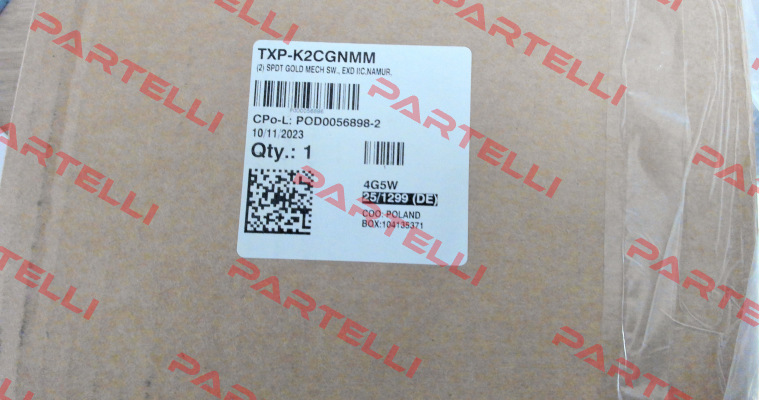 TXP-K2CGNMM
(2) SPDT GOLD MECH SW., EXD IIC,NAMUR,
CPo-L: POD0056898-2
10/11/2023
Qty.: 1
4G5W
25/1299 (DE)
COO: POLAND
BOX:104135371
PARTELLI
PARTELLI
PARTELLI
PARTELLI
PARTELLI
PARTELLI
PARTELLI
PARTELLI
PARTELLI